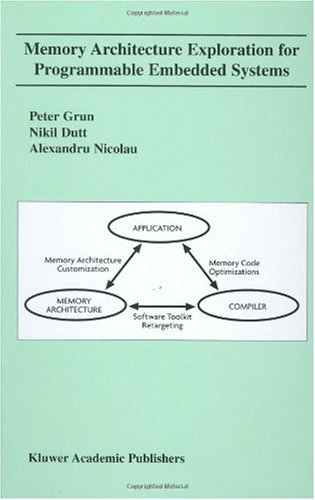 Memory Architecture Exploration for
Programmable Embedded Systems
Peter Grun
Nikil Dutt
Alexandru Nicolau
APPLICATION
Memory Architecture
Customization
Memory Code
Optimizations
MEMORY
ARCHITECTURE
COMPILER
Software Toolkit
Retargeting
Kluwer Academic Publishers